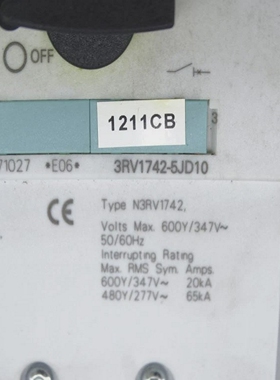 OFF
1211CB
3
71027 *E06* 3RV1742-5JD10
CE Type N3RV1742,
Volts Max. 600Y/347V~
50/60Hz
Interrupting Rating
Max. RMS Sym. Amps.
600Y/347V~ 20kA
480Y/277V~ 65kA